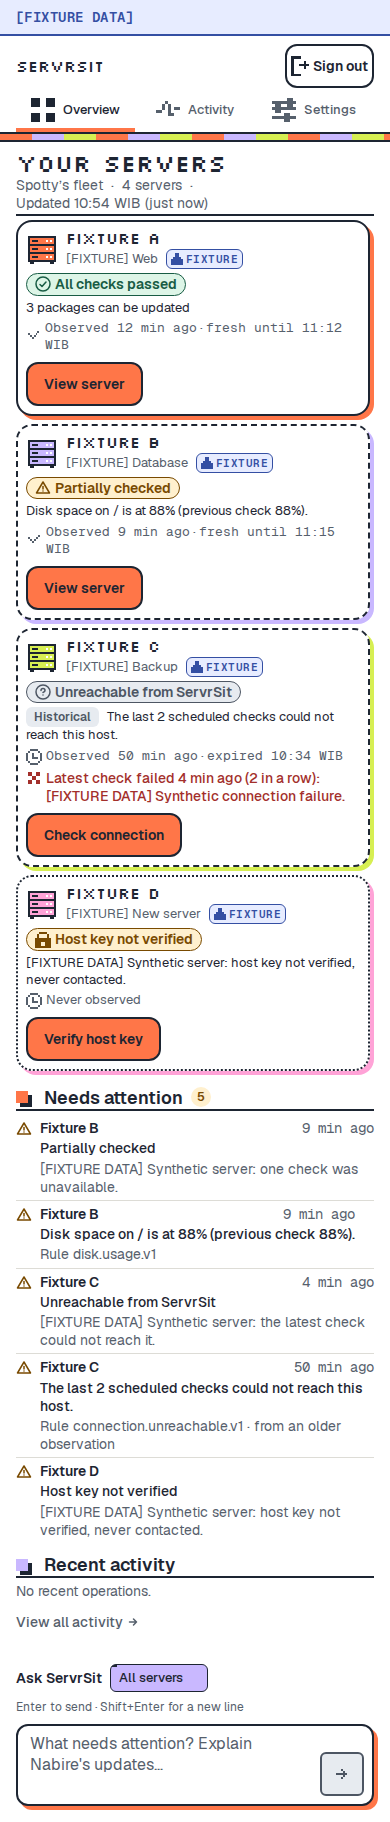 [FIXTURE DATA]
SERVRSIT
Sign out
Overview
Activity
Settings
YOUR SERVERS
Spotty's fleet · 4 servers ·
Updated 10:54 WIB (just now)
FIXTURE A
[FIXTURE] Web FIXTURE
All checks passed
3 packages can be updated
Observed 12 min ago · fresh until 11:12
WIB
View server
FIXTURE B
[FIXTURE] Database FIXTURE
Partially checked
Disk space on / is at 88% (previous check 88%).
Observed 9 min ago · fresh until 11:15
WIB
View server
FIXTURE C
[FIXTURE] Backup FIXTURE
Unreachable from ServrSit
Historical The last 2 scheduled checks could not
reach this host.
Observed 50 min ago · expired 10:34 WIB
Latest check failed 4 min ago (2 in a row):
[FIXTURE DATA] Synthetic connection failure.
Check connection
FIXTURE D
[FIXTURE] New server FIXTURE
Host key not verified
[FIXTURE DATA] Synthetic server: host key not verified,
never contacted.
Never observed
Verify host key
Needs attention 5
Fixture B 9 min ago
Partially checked
[FIXTURE DATA] Synthetic server: one check was
unavailable.
Fixture B 9 min ago
Disk space on / is at 88% (previous check 88%).
Rule disk.usage.v1
Fixture C 4 min ago
Unreachable from ServrSit
[FIXTURE DATA] Synthetic server: the latest check
could not reach it.
Fixture C 50 min ago
The last 2 scheduled checks could not reach this
host.
Rule connection.unreachable.v1 · from an older
observation
Fixture D
Host key not verified
[FIXTURE DATA] Synthetic server: host key not
verified, never contacted.
Recent activity
No recent operations.
View all activity →
Ask ServrSit All servers
Enter to send · Shift+Enter for a new line
What needs attention? Explain
Nabire's updates…